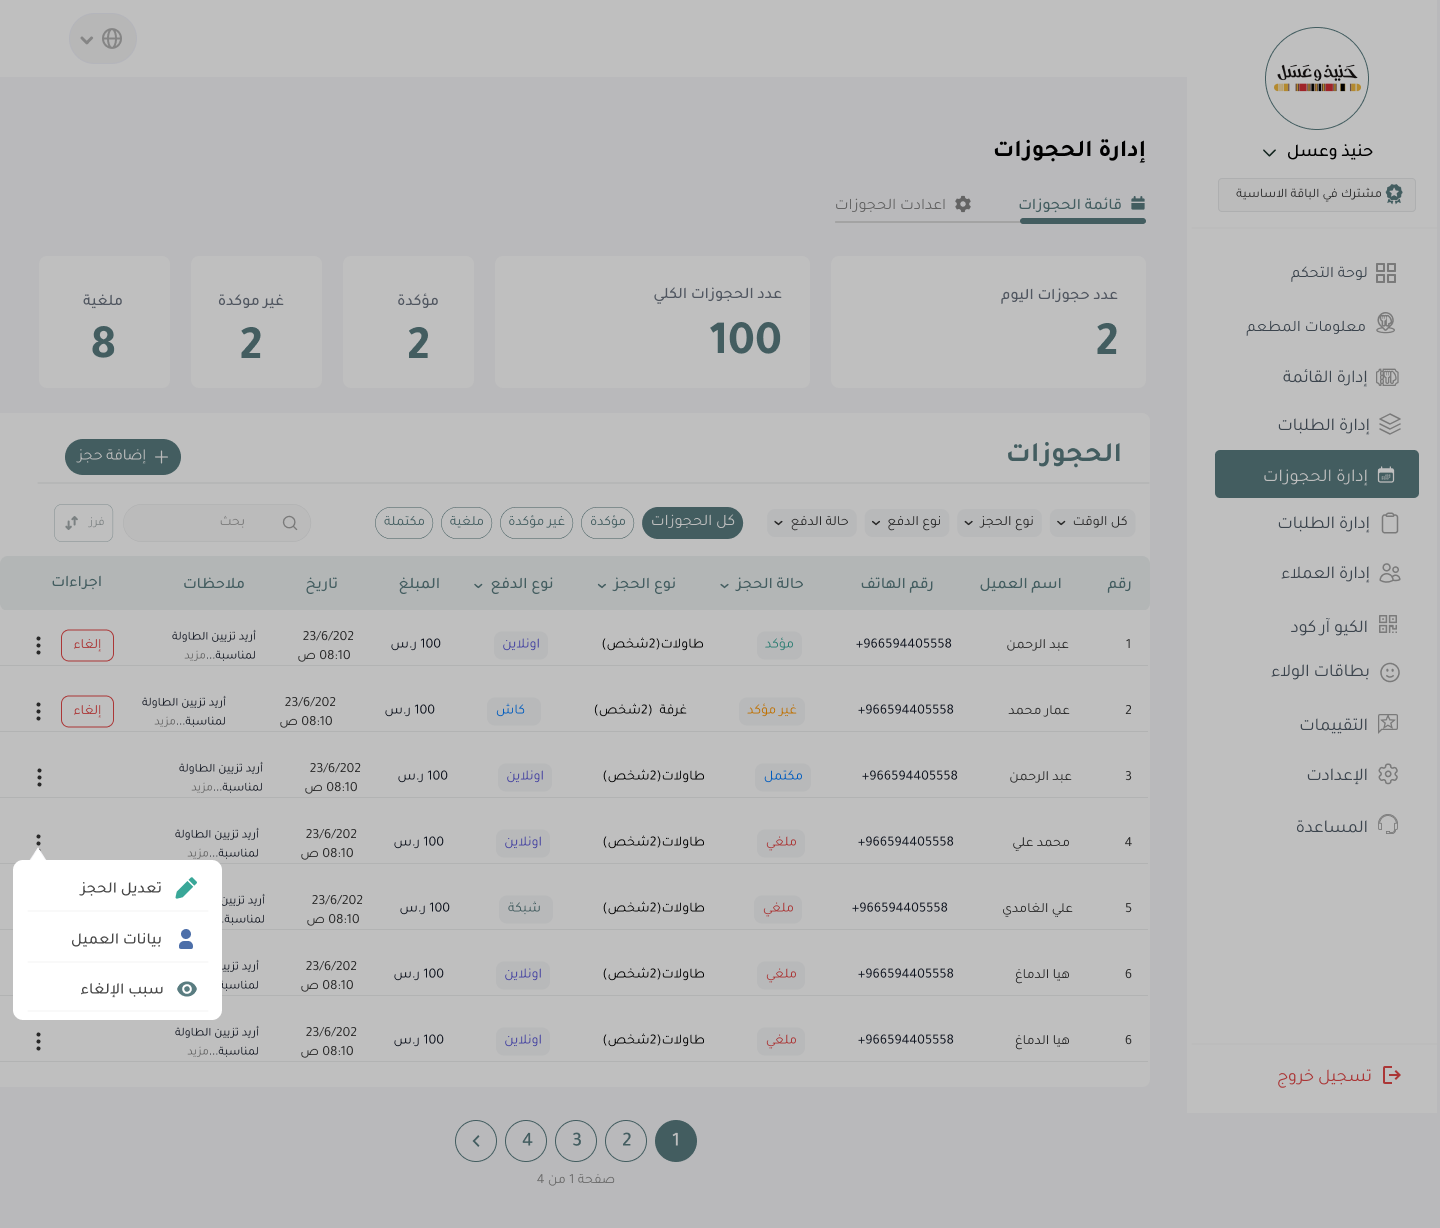 حَنيذ وعَسَل
حنيذ وعسل
مشترك في الباقة الاساسية
لوحة التحكم
معلومات المطعم
إدارة القائمة
إدارة الطلبات
إدارة الحجوزات
إدارة الطلبات
إدارة العملاء
الكيو آر كود
بطاقات الولاء
التقييمات
الإعدادت
المساعدة
تسجيل خروج
إدارة الحجوزات
قائمة الحجوزات اعدادت الحجوزات
عدد حجوزات اليوم عدد الحجوزات الكلي مؤكدة غير موكدة ملغية
2 100 2 2 8
الحجوزات إضافة حجز
كل الوقت نوع الحجز نوع الدفع حالة الدفع كل الحجوزات مؤكدة غير مؤكدة ملغية مكتملة بحث فرز
رقم اسم العميل رقم الهاتف حالة الحجز نوع الحجز نوع الدفع المبلغ تاريخ ملاحظات اجراءات
1 عبد الرحمن +966594405558 مؤكد طاولات(2شخص) اونلاين 100 ر.س 23/6/202 أريد تزيين الطاولة إلغاء
08:10 ص لمناسبة...مزيد
2 عمار محمد +966594405558 غير مؤكد غرفة (2شخص) كاش 100 ر.س 23/6/202 أريد تزيين الطاولة إلغاء
08:10 ص لمناسبة...مزيد
3 عبد الرحمن +966594405558 مكتمل طاولات(2شخص) اونلاين 100 ر.س 23/6/202 أريد تزيين الطاولة
08:10 ص لمناسبة...مزيد
4 محمد علي +966594405558 ملغي طاولات(2شخص) اونلاين 100 ر.س 23/6/202 أريد تزيين الطاولة
08:10 ص لمناسبة...مزيد
5 علي الغامدي +966594405558 ملغي طاولات(2شخص) شبكة 100 ر.س 23/6/202 أريد تزيين
08:10 ص لمناسبة...
6 هيا الدماغ +966594405558 ملغي طاولات(2شخص) اونلاين 100 ر.س 23/6/202 أريد تزيين
08:10 ص لمناسبة...
6 هيا الدماغ +966594405558 ملغي طاولات(2شخص) اونلاين 100 ر.س 23/6/202 أريد تزيين الطاولة
08:10 ص لمناسبة...مزيد
تعديل الحجز
بيانات العميل
سبب الإلغاء
1 2 3 4
صفحة 1 من 4